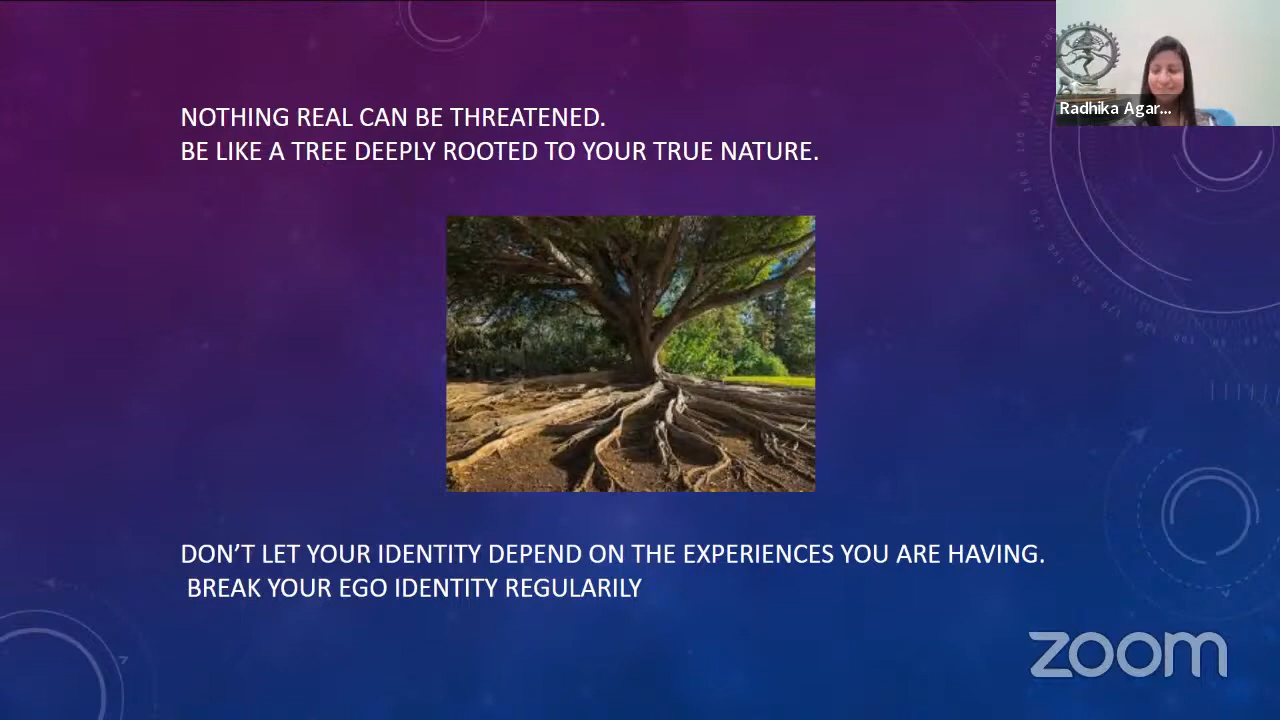 NOTHING REAL CAN BE THREATENED.
BE LIKE A TREE DEEPLY ROOTED TO YOUR TRUE NATURE.
Radhika Agar...
DON’T LET YOUR IDENTITY DEPEND ON THE EXPERIENCES YOU ARE HAVING.
BREAK YOUR EGO IDENTITY REGULARILY
zoom